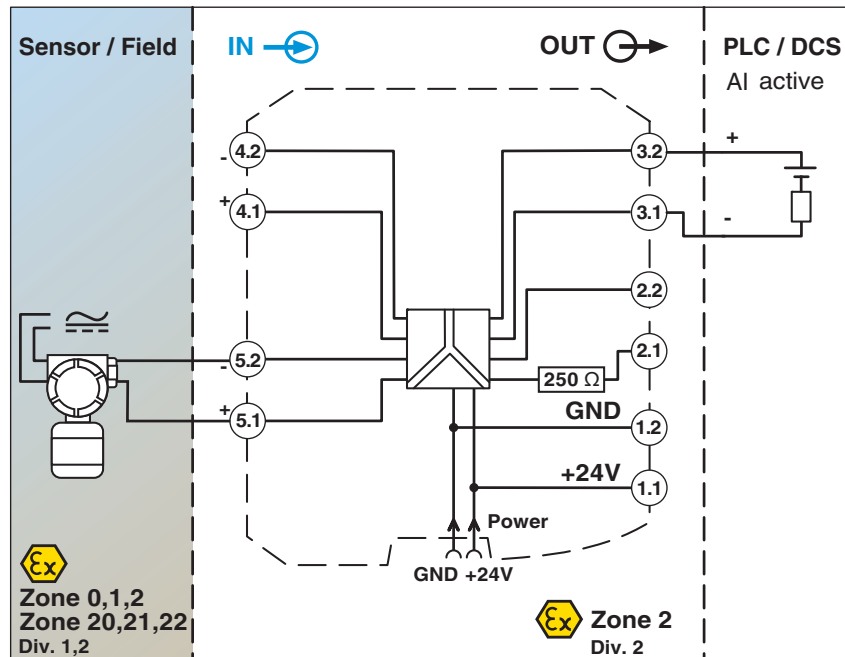 Sensor / Field
IN
OUT
PLC / DCS
AI active
- 4.2
3.2 +
+ 4.1
3.1 -
2.2
- 5.2
2.1
250 Ω
+ 5.1
GND
1.2
+24V
1.1
Power
GND +24V
Ex
Zone 0,1,2
Zone 20,21,22
Div. 1,2
Ex
Zone 2
Div. 2